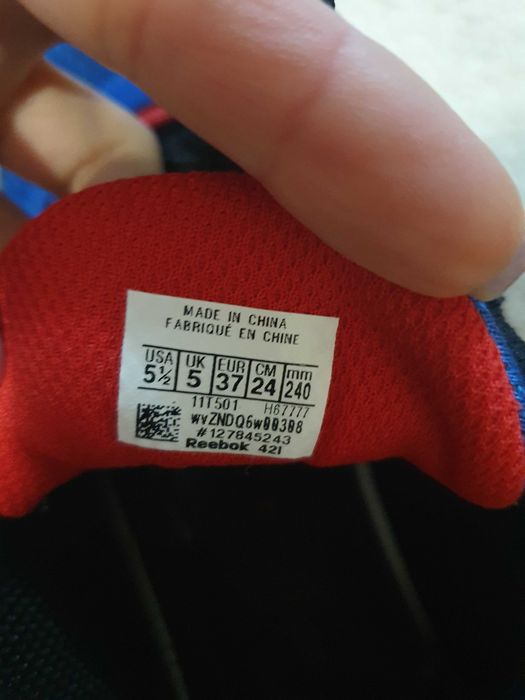 MADE IN CHINA
FABRIQUÉ EN CHINE
USA UK EUR CM mm
5½ 5 37 24 240
11T501 H67777
#127845243
Reebok 421